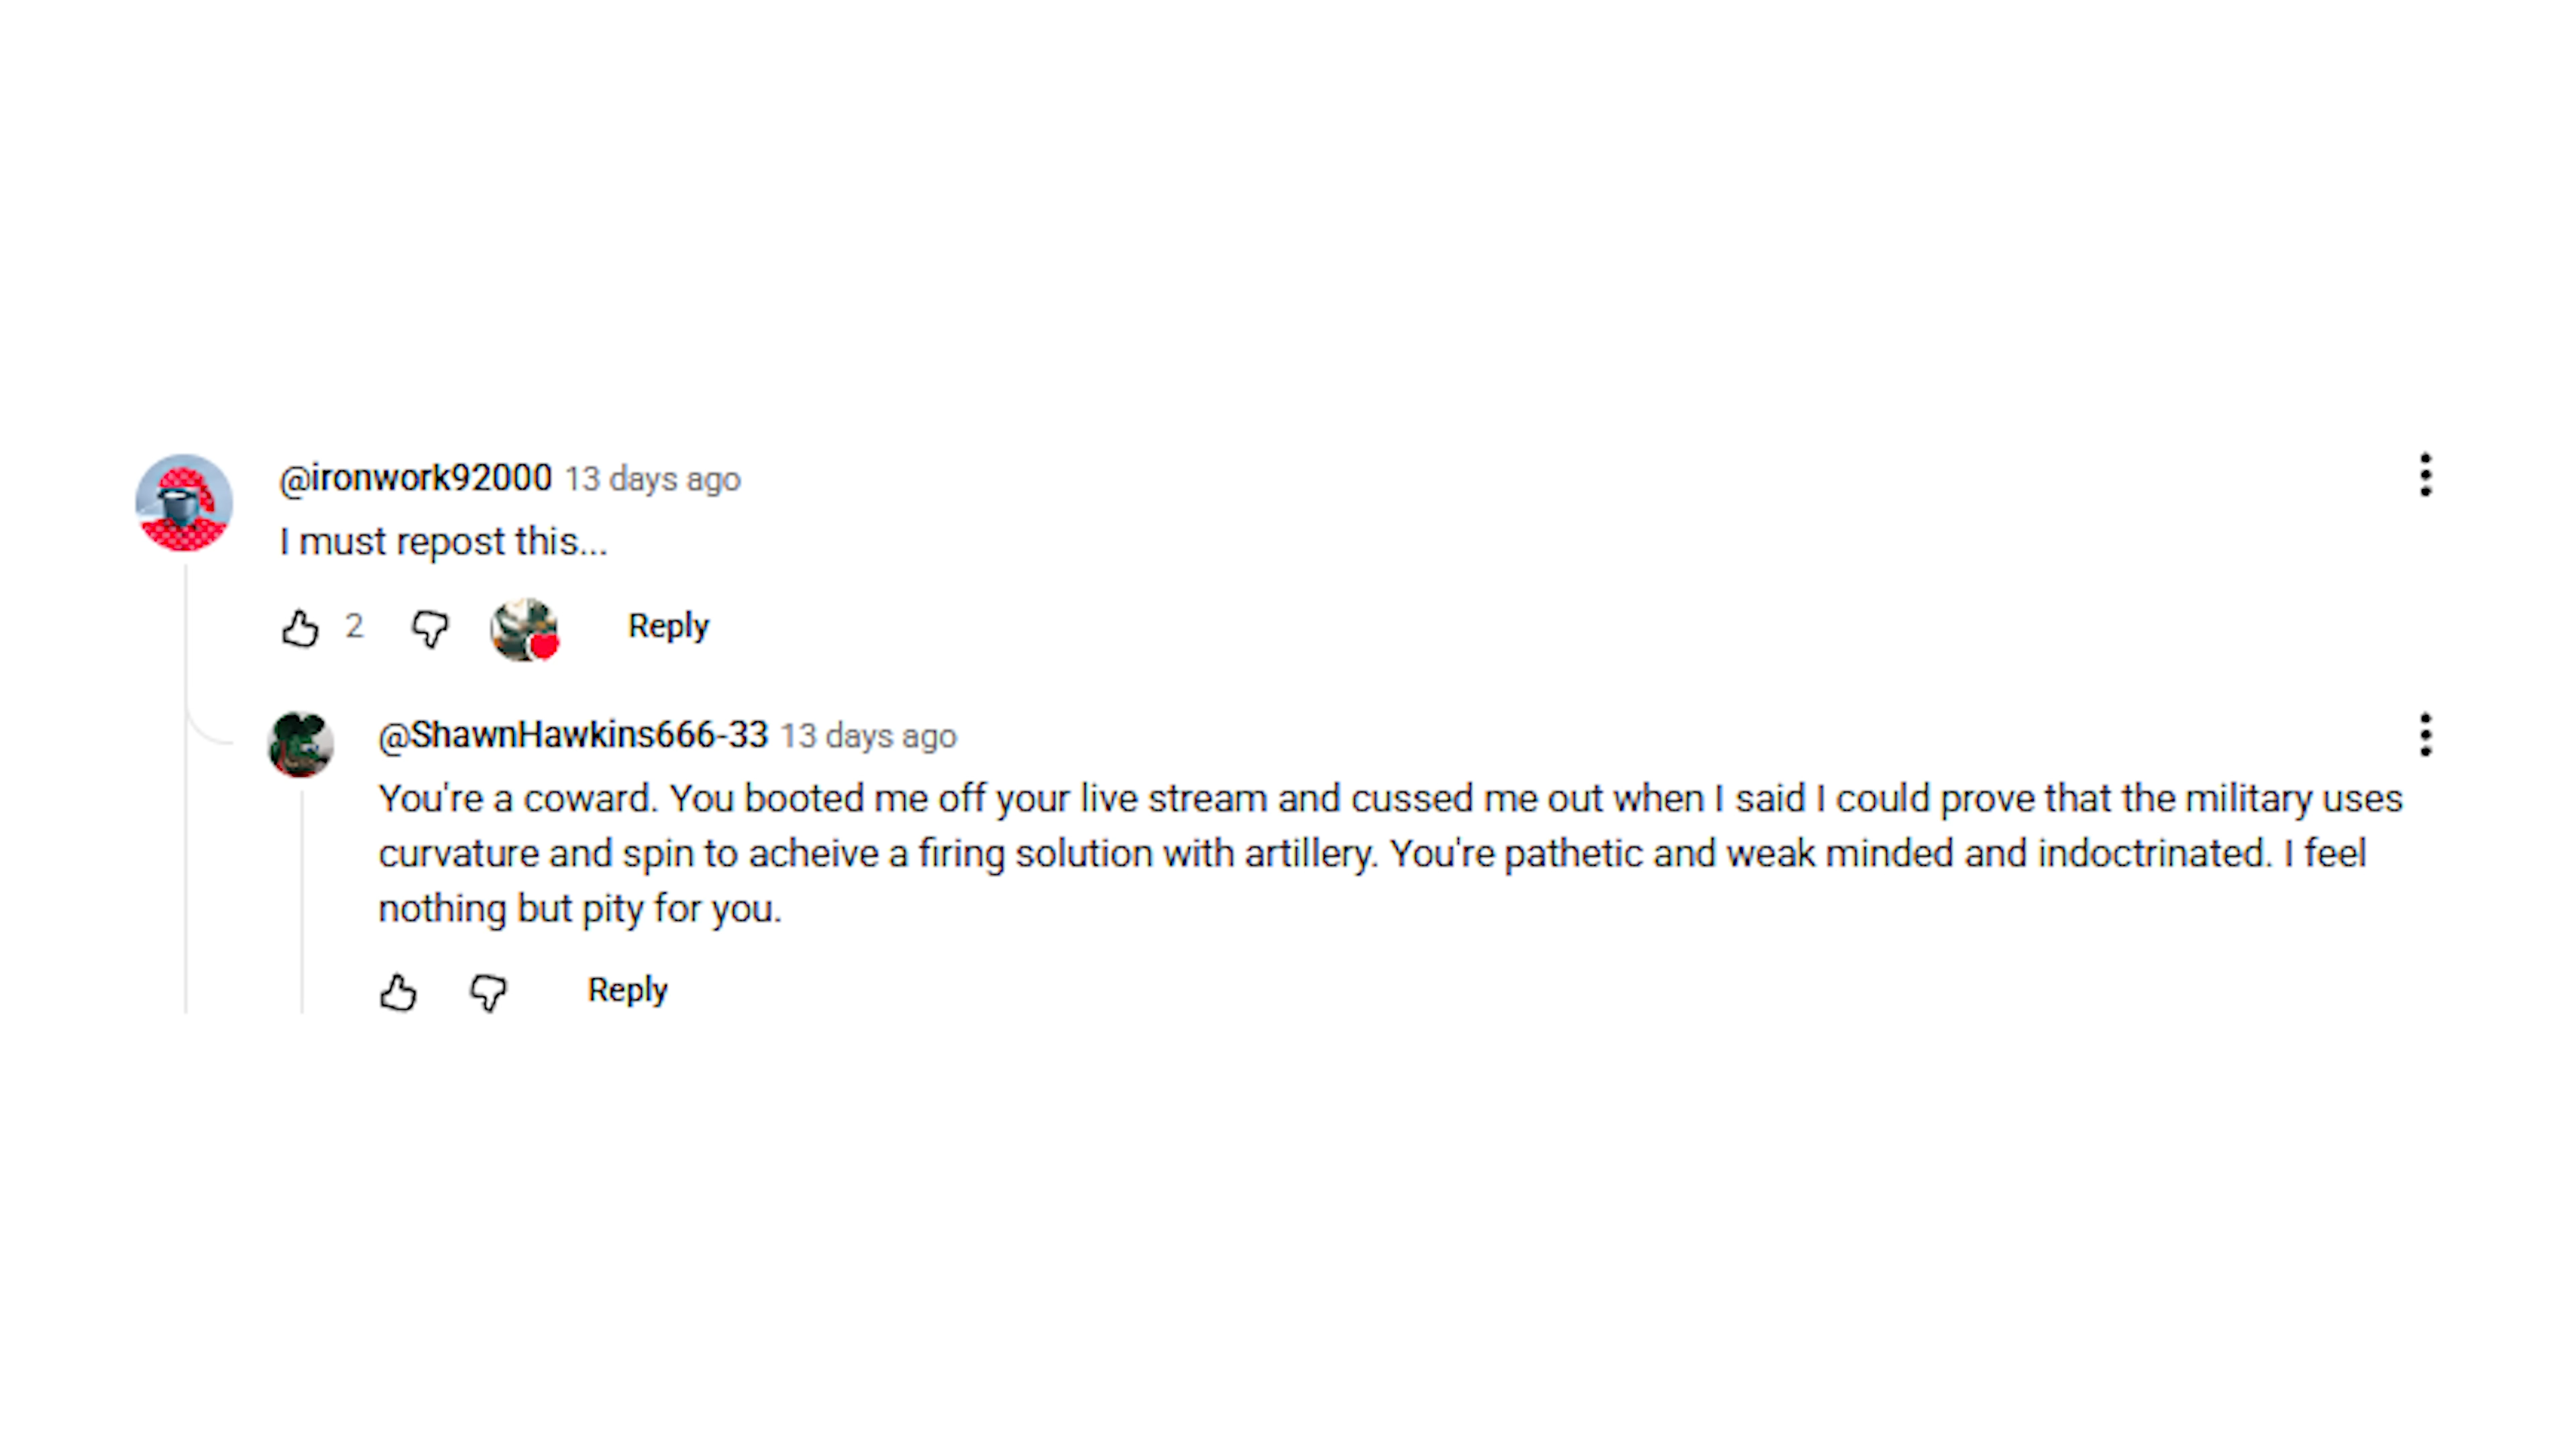 @ironwork92000 13 days ago
I must repost this...
2 Reply
@ShawnHawkins666-33 13 days ago
You're a coward. You booted me off your live stream and cussed me out when I said I could prove that the military uses
curvature and spin to acheive a firing solution with artillery. You're pathetic and weak minded and indoctrinated. I feel
nothing but pity for you.
Reply